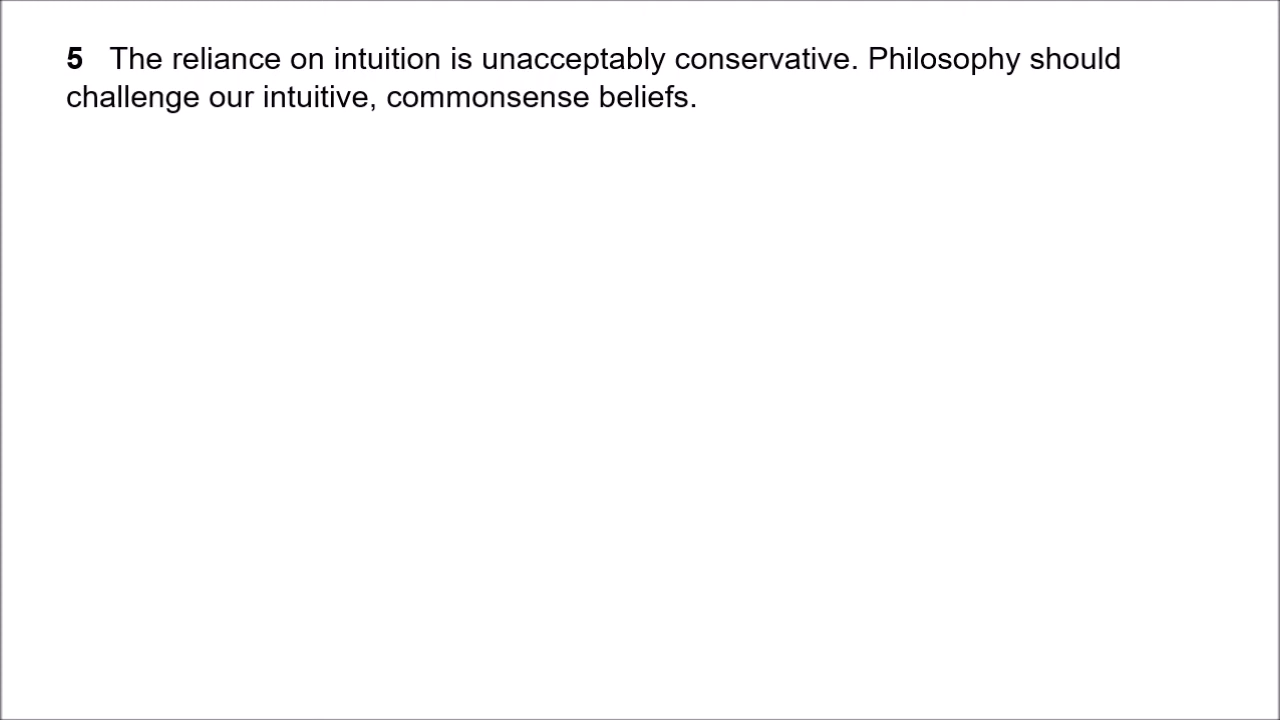 5 The reliance on intuition is unacceptably conservative. Philosophy should
challenge our intuitive, commonsense beliefs.